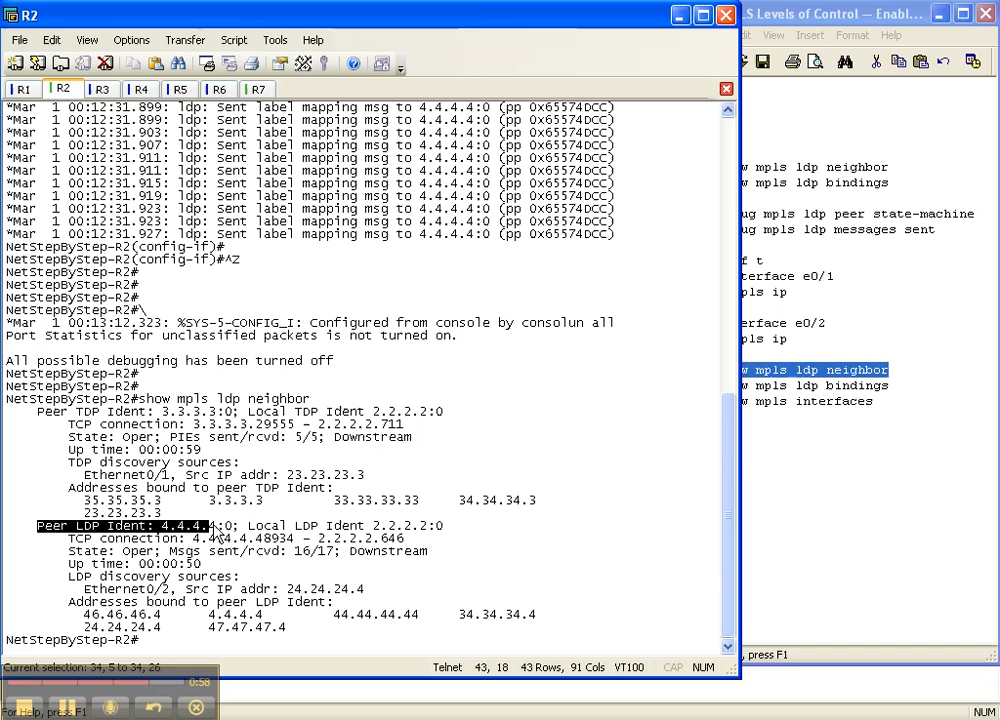 R2
File Edit View Options Transfer Script Tools Help
R1 R2 R3 R4 R5 R6 R7
*Mar  1 00:12:31.899: ldp: Sent label mapping msg to 4.4.4.4:0 (pp 0x65574DCC)
*Mar  1 00:12:31.899: ldp: Sent label mapping msg to 4.4.4.4:0 (pp 0x65574DCC)
*Mar  1 00:12:31.903: ldp: Sent label mapping msg to 4.4.4.4:0 (pp 0x65574DCC)
*Mar  1 00:12:31.907: ldp: Sent label mapping msg to 4.4.4.4:0 (pp 0x65574DCC)
*Mar  1 00:12:31.911: ldp: Sent label mapping msg to 4.4.4.4:0 (pp 0x65574DCC)
*Mar  1 00:12:31.911: ldp: Sent label mapping msg to 4.4.4.4:0 (pp 0x65574DCC)
*Mar  1 00:12:31.915: ldp: Sent label mapping msg to 4.4.4.4:0 (pp 0x65574DCC)
*Mar  1 00:12:31.919: ldp: Sent label mapping msg to 4.4.4.4:0 (pp 0x65574DCC)
*Mar  1 00:12:31.923: ldp: Sent label mapping msg to 4.4.4.4:0 (pp 0x65574DCC)
*Mar  1 00:12:31.923: ldp: Sent label mapping msg to 4.4.4.4:0 (pp 0x65574DCC)
*Mar  1 00:12:31.927: ldp: Sent label mapping msg to 4.4.4.4:0 (pp 0x65574DCC)
NetStepByStep-R2(config-if)#
NetStepByStep-R2(config-if)#^Z
NetStepByStep-R2#
NetStepByStep-R2#
NetStepByStep-R2#
NetStepByStep-R2#\
*Mar  1 00:13:12.323: %SYS-5-CONFIG_I: Configured from console by consolun all
Port Statistics for unclassified packets is not turned on.
All possible debugging has been turned off
NetStepByStep-R2#
NetStepByStep-R2#
NetStepByStep-R2#show mpls ldp neighbor
Peer TDP Ident: 3.3.3.3:0; Local TDP Ident 2.2.2.2:0
TCP connection: 3.3.3.3.29555 - 2.2.2.2.711
State: Oper; PIEs sent/rcvd: 5/5; Downstream
Up time: 00:00:59
TDP discovery sources:
Ethernet0/1, Src IP addr: 23.23.23.3
Addresses bound to peer TDP Ident:
35.35.35.3 3.3.3.3 33.33.33.33 34.34.34.3
23.23.23.3
Peer LDP Ident: 4.4.4.4:0; Local LDP Ident 2.2.2.2:0
TCP connection: 4.4.4.4.48934 - 2.2.2.2.646
State: Oper; Msgs sent/rcvd: 16/17; Downstream
Up time: 00:00:50
LDP discovery sources:
Ethernet0/2, Src IP addr: 24.24.24.4
Addresses bound to peer LDP Ident:
46.46.46.4 4.4.4.4 44.44.44.44 34.34.34.4
24.24.24.4 47.47.47.4
NetStepByStep-R2#
Current selection: 34, 5 to 34, 26 Telnet 43, 18 43 Rows, 91 Cols VT100 CAP NUM
0:58
For Help, press F1
LS Levels of Control — Enabl...
dit View Insert Format Help
w mpls ldp neighbor
w mpls ldp bindings
ug mpls ldp peer state-machine
ug mpls ldp messages sent
f t
terface e0/1
pls ip
terface e0/2
pls ip
w mpls ldp neighbor
w mpls ldp bindings
w mpls interfaces
, press F1
NUM